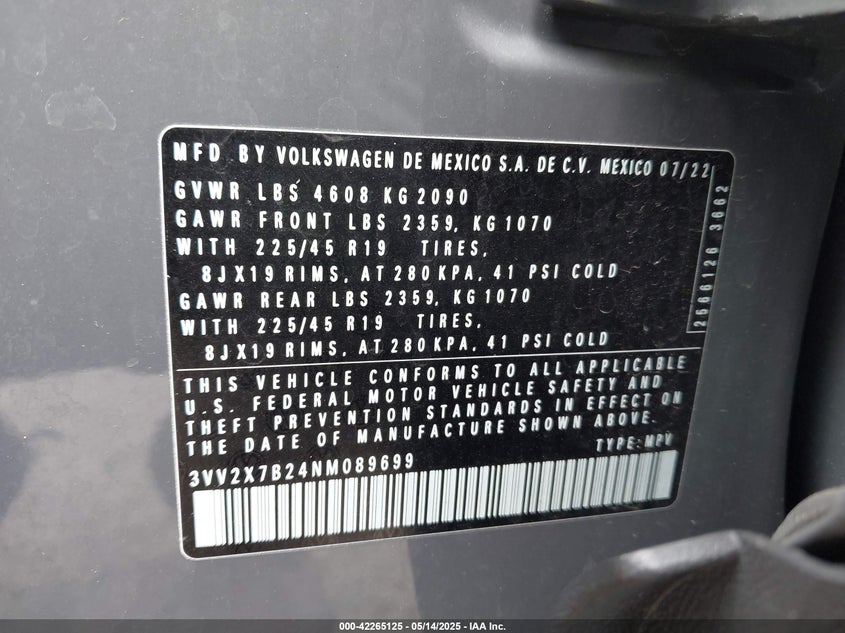 MFD BY VOLKSWAGEN DE MEXICO S.A. DE C.V. MEXICO 07/22
GVWR LBS 4608 KG 2090
GAWR FRONT LBS 2359, KG 1070
WITH 225/45 R19 TIRES,
8JX19 RIMS, AT 280 KPA, 41 PSI COLD
GAWR REAR LBS 2359, KG 1070
WITH 225/45 R19 TIRES,
8JX19 RIMS, AT 280 KPA, 41 PSI COLD
2566126 3662
THIS VEHICLE CONFORMS TO ALL APPLICABLE
U.S. FEDERAL MOTOR VEHICLE SAFETY AND
THEFT PREVENTION STANDARDS IN EFFECT ON
THE DATE OF MANUFACTURE SHOWN ABOVE.
TYPE: MPV
3VV2X7B24NM089699
000-42265125 - 05/14/2025 - IAA Inc.